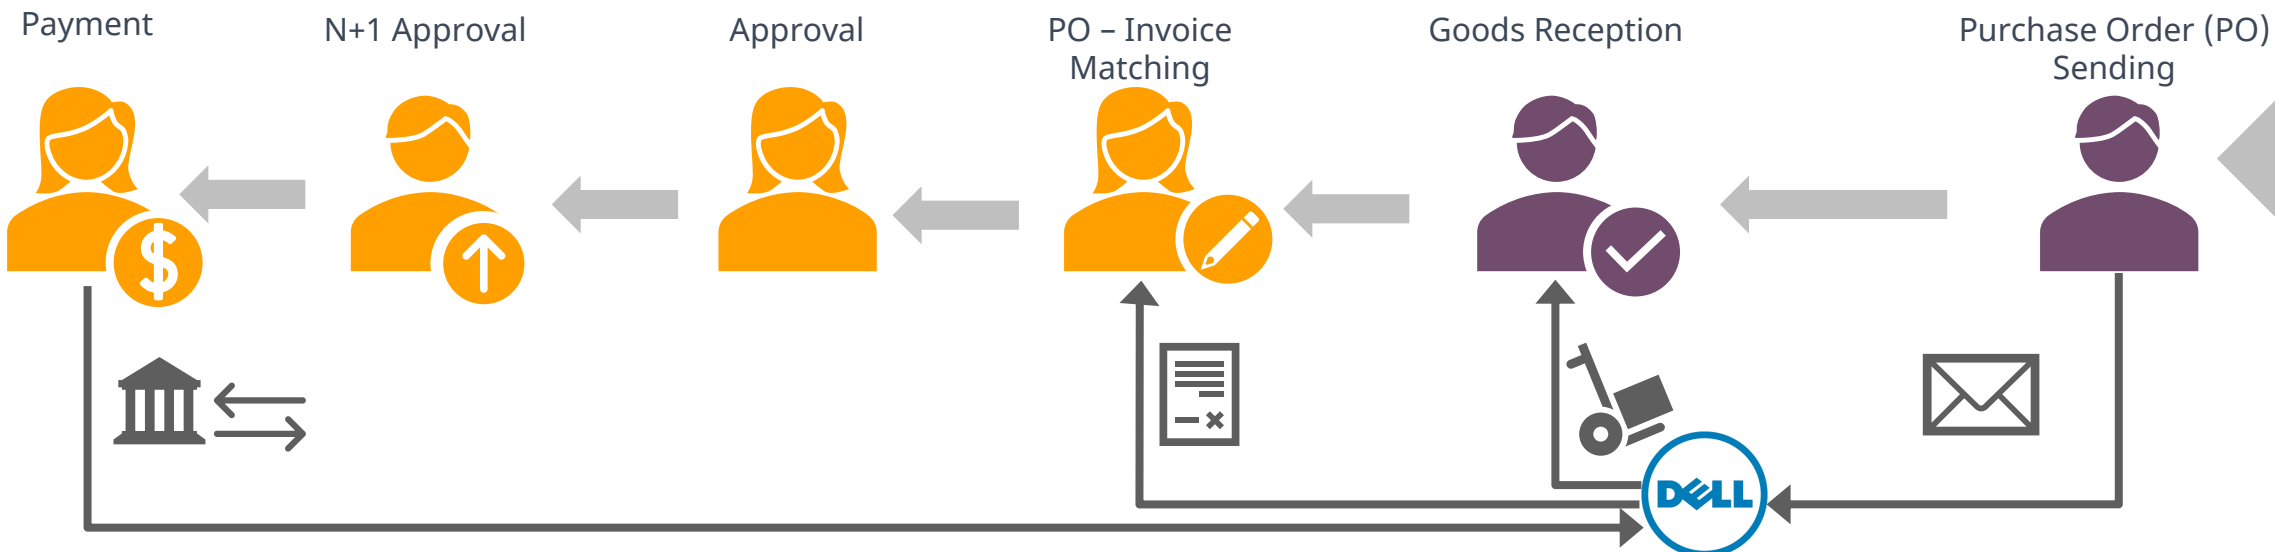 Payment
N+1 Approval
Approval
PO – Invoice
Matching
Goods Reception
Purchase Order (PO)
Sending
DELL